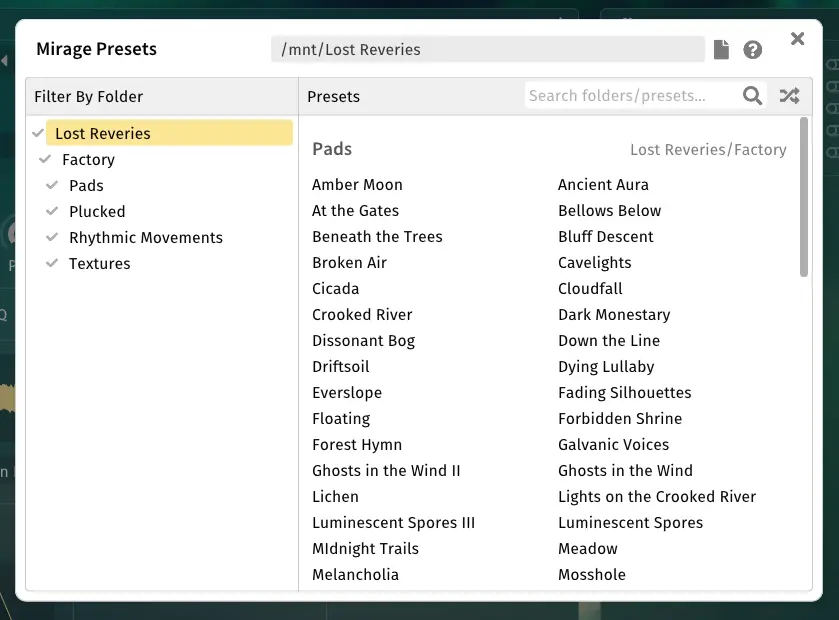 Mirage Presets
/mnt/Lost Reveries
Filter By Folder
Presets
Search folders/presets...
Lost Reveries
Factory
Pads
Plucked
Rhythmic Movements
Textures
Pads
Lost Reveries/Factory
Amber Moon
Ancient Aura
At the Gates
Bellows Below
Beneath the Trees
Bluff Descent
Broken Air
Cavelights
Cicada
Cloudfall
Crooked River
Dark Monestary
Dissonant Bog
Down the Line
Driftsoil
Dying Lullaby
Everslope
Fading Silhouettes
Floating
Forbidden Shrine
Forest Hymn
Galvanic Voices
Ghosts in the Wind II
Ghosts in the Wind
Lichen
Lights on the Crooked River
Luminescent Spores III
Luminescent Spores
MIdnight Trails
Meadow
Melancholia
Mosshole